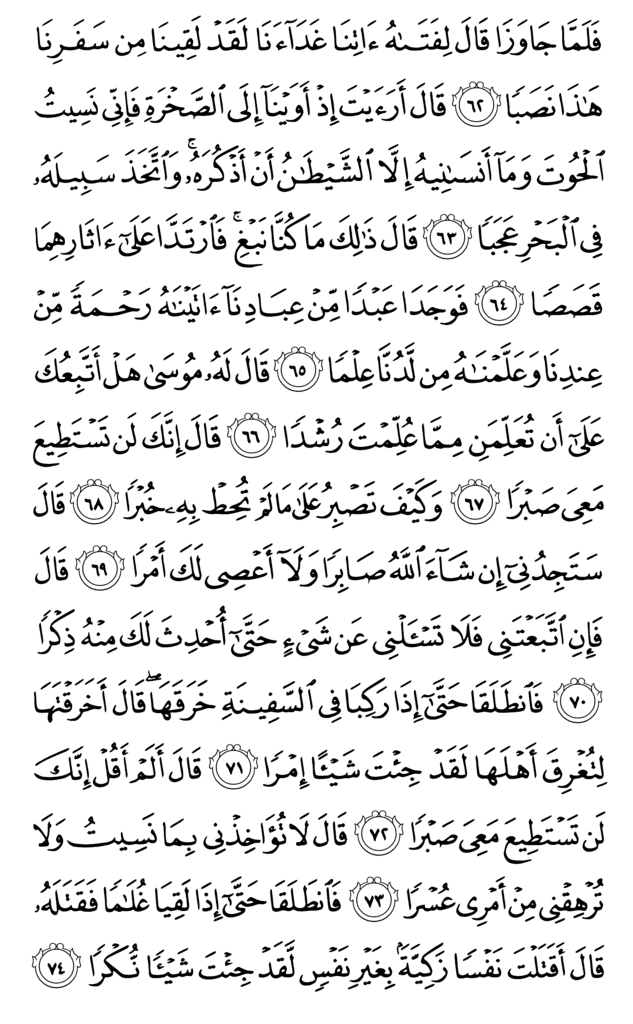 فَلَمَّا جَاوَزَا قَالَ لِفَتَىٰهُ ءَاتِنَا غَدَآءَنَا لَقَدْ لَقِينَا مِن سَفَرِنَا
هَٰذَا نَصَبًا ٦٢ قَالَ أَرَءَيْتَ إِذْ أَوَيْنَآ إِلَى ٱلصَّخْرَةِ فَإِنِّى نَسِيتُ
ٱلْحُوتَ وَمَآ أَنسَىٰنِيهُ إِلَّا ٱلشَّيْطَٰنُ أَنْ أَذْكُرَهُۥ ۚ وَٱتَّخَذَ سَبِيلَهُۥ
فِى ٱلْبَحْرِ عَجَبًا ٦٣ قَالَ ذَٰلِكَ مَا كُنَّا نَبْغِ ۚ فَٱرْتَدَّا عَلَىٰٓ ءَاثَارِهِمَا
قَصَصًا ٦٤ فَوَجَدَا عَبْدًا مِّنْ عِبَادِنَآ ءَاتَيْنَٰهُ رَحْمَةً مِّنْ
عِندِنَا وَعَلَّمْنَٰهُ مِن لَّدُنَّا عِلْمًا ٦٥ قَالَ لَهُۥ مُوسَىٰ هَلْ أَتَّبِعُكَ
عَلَىٰٓ أَن تُعَلِّمَنِ مِمَّا عُلِّمْتَ رُشْدًا ٦٦ قَالَ إِنَّكَ لَن تَسْتَطِيعَ
مَعِىَ صَبْرًا ٦٧ وَكَيْفَ تَصْبِرُ عَلَىٰ مَا لَمْ تُحِطْ بِهِۦ خُبْرًا ٦٨ قَالَ
سَتَجِدُنِىٓ إِن شَآءَ ٱللَّهُ صَابِرًا وَلَآ أَعْصِى لَكَ أَمْرًا ٦٩ قَالَ
فَإِنِ ٱتَّبَعْتَنِى فَلَا تَسْـَٔلْنِى عَن شَىْءٍ حَتَّىٰٓ أُحْدِثَ لَكَ مِنْهُ ذِكْرًا
٧٠ فَٱنطَلَقَا حَتَّىٰٓ إِذَا رَكِبَا فِى ٱلسَّفِينَةِ خَرَقَهَا ۖ قَالَ أَخَرَقْتَهَا
لِتُغْرِقَ أَهْلَهَا لَقَدْ جِئْتَ شَيْـًٔا إِمْرًا ٧١ قَالَ أَلَمْ أَقُلْ إِنَّكَ
لَن تَسْتَطِيعَ مَعِىَ صَبْرًا ٧٢ قَالَ لَا تُؤَاخِذْنِى بِمَا نَسِيتُ وَلَا
تُرْهِقْنِى مِنْ أَمْرِى عُسْرًا ٧٣ فَٱنطَلَقَا حَتَّىٰٓ إِذَا لَقِيَا غُلَٰمًا فَقَتَلَهُۥ
قَالَ أَقَتَلْتَ نَفْسًا زَكِيَّةًۢ بِغَيْرِ نَفْسٍ لَّقَدْ جِئْتَ شَيْـًٔا نُّكْرًا ٧٤